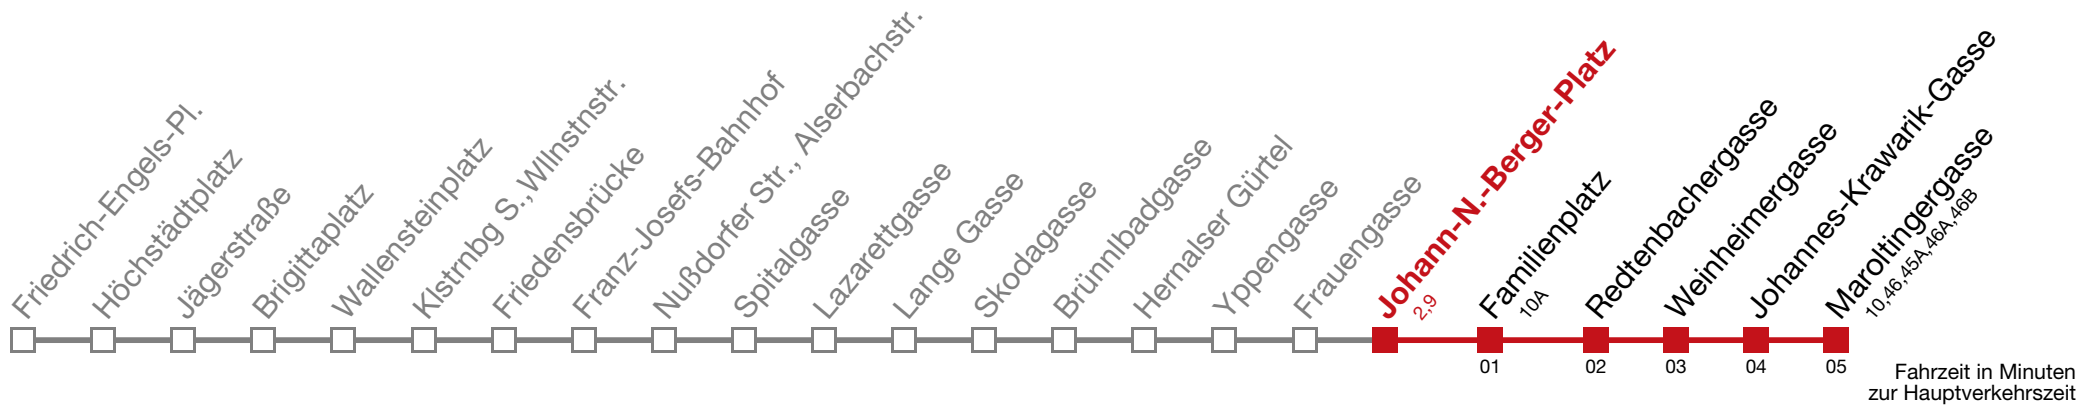 Friedrich-Engels-Pl.
Höchstädtplatz
Jägerstraße
Brigittaplatz
Wallensteinplatz
Klstrnbg S.,Wllnstnstr.
Friedensbrücke
Franz-Josefs-Bahnhof
Nußdorfer Str., Alserbachstr.
Spitalgasse
Lazarettgasse
Lange Gasse
Skodagasse
Brünnlbadgasse
Hernalser Gürtel
Yppengasse
Frauengasse
Johann-N.-Berger-Platz
2,9
Familienplatz
10A
Redtenbachergasse
Weinheimergasse
Johannes-Krawarik-Gasse
Maroltingergasse
10,46,45A,46A,46B
01
02
03
04
05
Fahrzeit in Minuten
zur Hauptverkehrszeit